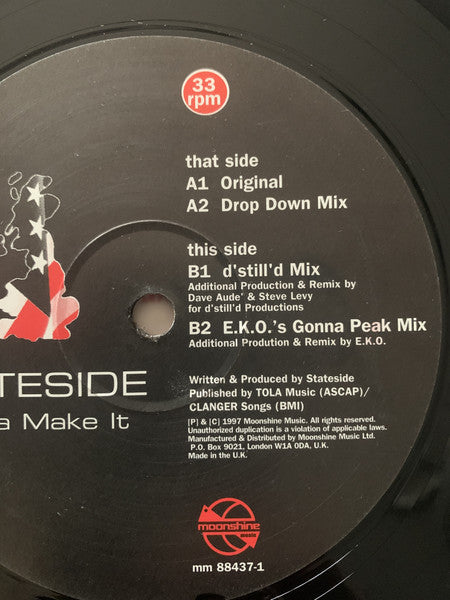 33
rpm
that side
A1 Original
A2 Drop Down Mix
this side
B1 d'still'd Mix
Additional Production & Remix by
Dave Aude' & Steve Levy
for d'still'd Productions
B2 E.K.O.'s Gonna Peak Mix
Additional Prodution & Remix by E.K.O.
TESIDE
a Make It
Written & Produced by Stateside
Published by TOLA Music (ASCAP)/
CLANGER Songs (BMI)
[P] & [C] 1997 Moonshine Music. All rights reserved.
Unauthorized duplication is a violation of applicable laws.
Manufactured & Distributed by Moonshine Music Ltd.
P.O. Box 9021, London W1A 0DA, U.K.
Made in the U.K.
moonshine
music
mm 88437-1